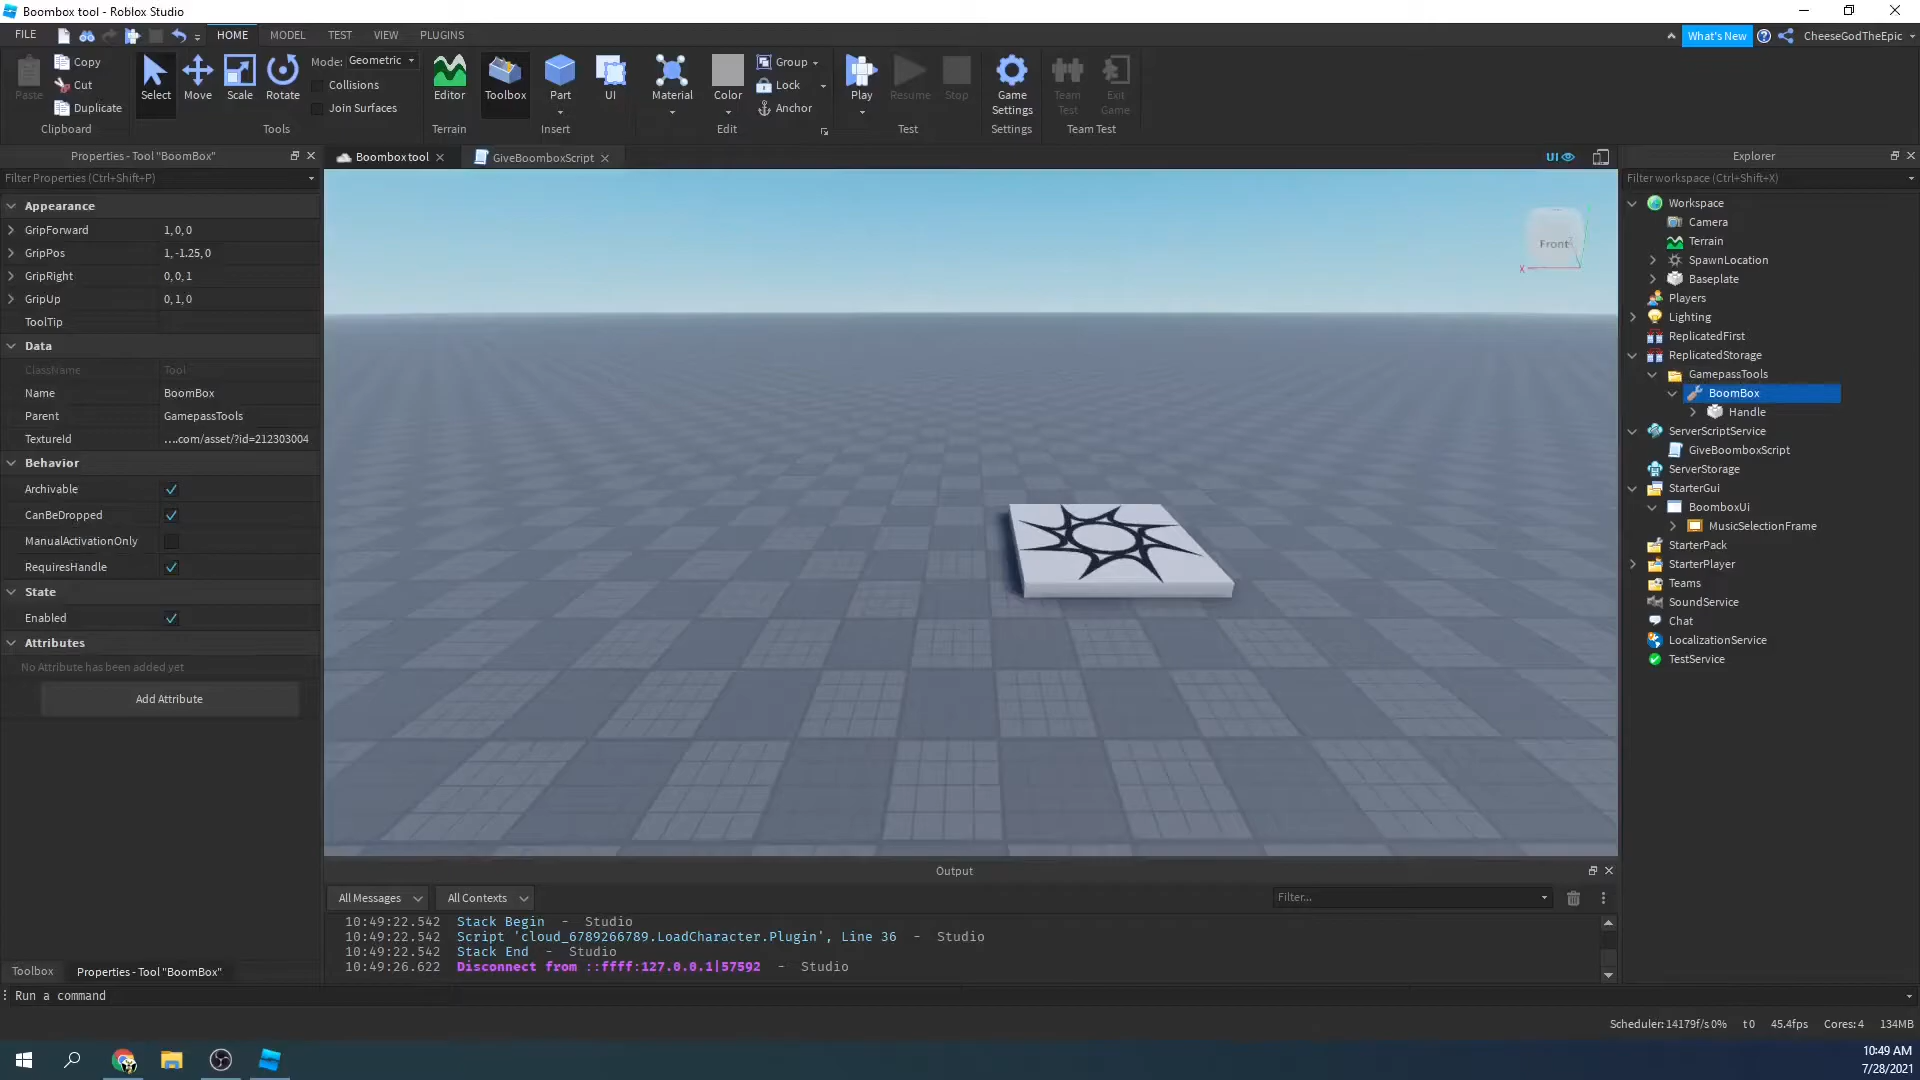 Boombox tool - Roblox Studio
FILE
HOME
MODEL
TEST
VIEW
PLUGINS
What's New
CheeseGodTheEpic
Paste
Copy
Cut
Duplicate
Clipboard
Select
Move
Scale
Rotate
Mode: Geometric
Collisions
Join Surfaces
Tools
Editor
Terrain
Toolbox
Part
UI
Insert
Material
Color
Group
Lock
Anchor
Edit
Play
Resume
Stop
Test
Game Settings
Settings
Team Test
Exit Game
Team Test
Properties - Tool "BoomBox"
Filter Properties (Ctrl+Shift+P)
Appearance
GripForward 1, 0, 0
GripPos 1, -1.25, 0
GripRight 0, 0, 1
GripUp 0, 1, 0
ToolTip
Data
ClassName Tool
Name BoomBox
Parent GamepassTools
TextureId ....com/asset/?id=212303004
Behavior
Archivable
CanBeDropped
ManualActivationOnly
RequiresHandle
State
Enabled
Attributes
No Attribute has been added yet
Add Attribute
Boombox tool
GiveBoomboxScript
UI
Front
X
Explorer
Filter workspace (Ctrl+Shift+X)
Workspace
Camera
Terrain
SpawnLocation
Baseplate
Players
Lighting
ReplicatedFirst
ReplicatedStorage
GamepassTools
BoomBox
Handle
ServerScriptService
GiveBoomboxScript
ServerStorage
StarterGui
BoomboxUi
MusicSelectionFrame
StarterPack
StarterPlayer
Teams
SoundService
Chat
LocalizationService
TestService
Output
All Messages
All Contexts
Filter...
10:49:22.542 Stack Begin - Studio
10:49:22.542 Script 'cloud_6789266789.LoadCharacter.Plugin', Line 36 - Studio
10:49:22.542 Stack End - Studio
10:49:26.622 Disconnect from ::ffff:127.0.0.1|57592 - Studio
Toolbox
Properties - Tool "BoomBox"
Run a command
Scheduler: 14179f/s 0% t 0 45.4fps Cores: 4 134MB
10:49 AM
7/28/2021